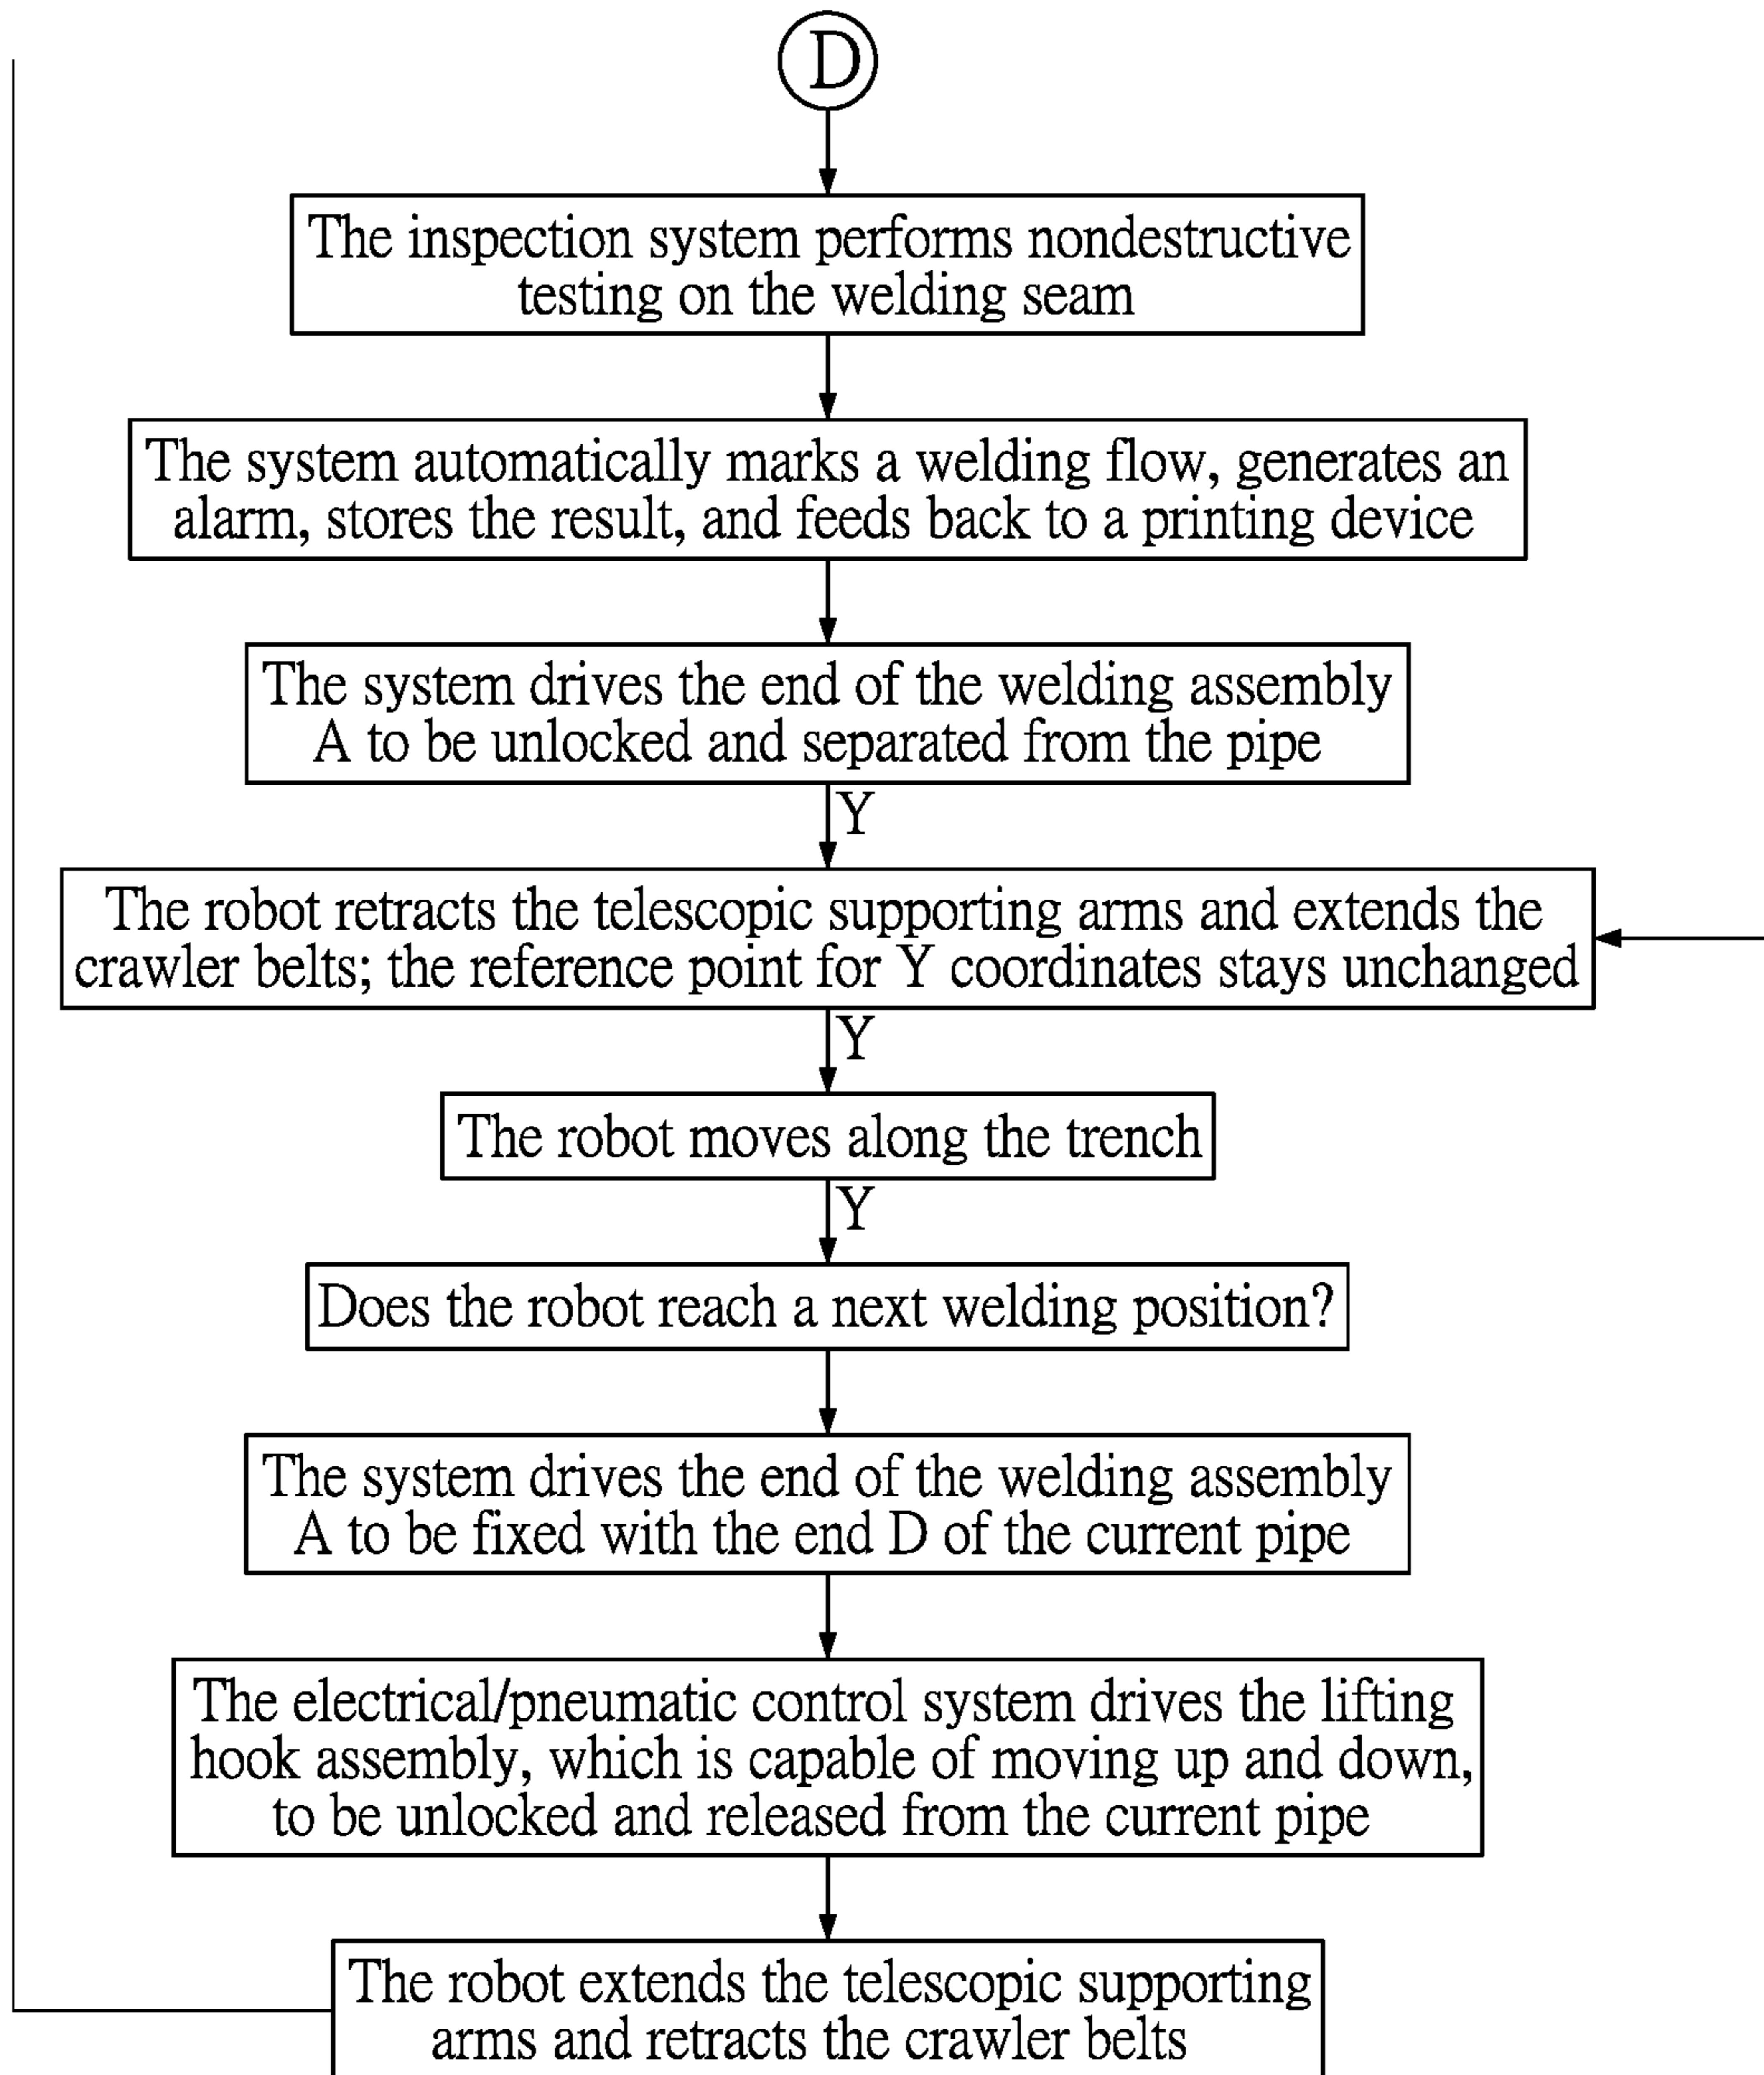 D
The inspection system performs nondestructive
testing on the welding seam
The system automatically marks a welding flow, generates an
alarm, stores the result, and feeds back to a printing device
The system drives the end of the welding assembly
A to be unlocked and separated from the pipe
Y
The robot retracts the telescopic supporting arms and extends the
crawler belts; the reference point for Y coordinates stays unchanged
Y
The robot moves along the trench
Y
Does the robot reach a next welding position?
The system drives the end of the welding assembly
A to be fixed with the end D of the current pipe
The electrical/pneumatic control system drives the lifting
hook assembly, which is capable of moving up and down,
to be unlocked and released from the current pipe
The robot extends the telescopic supporting
arms and retracts the crawler belts